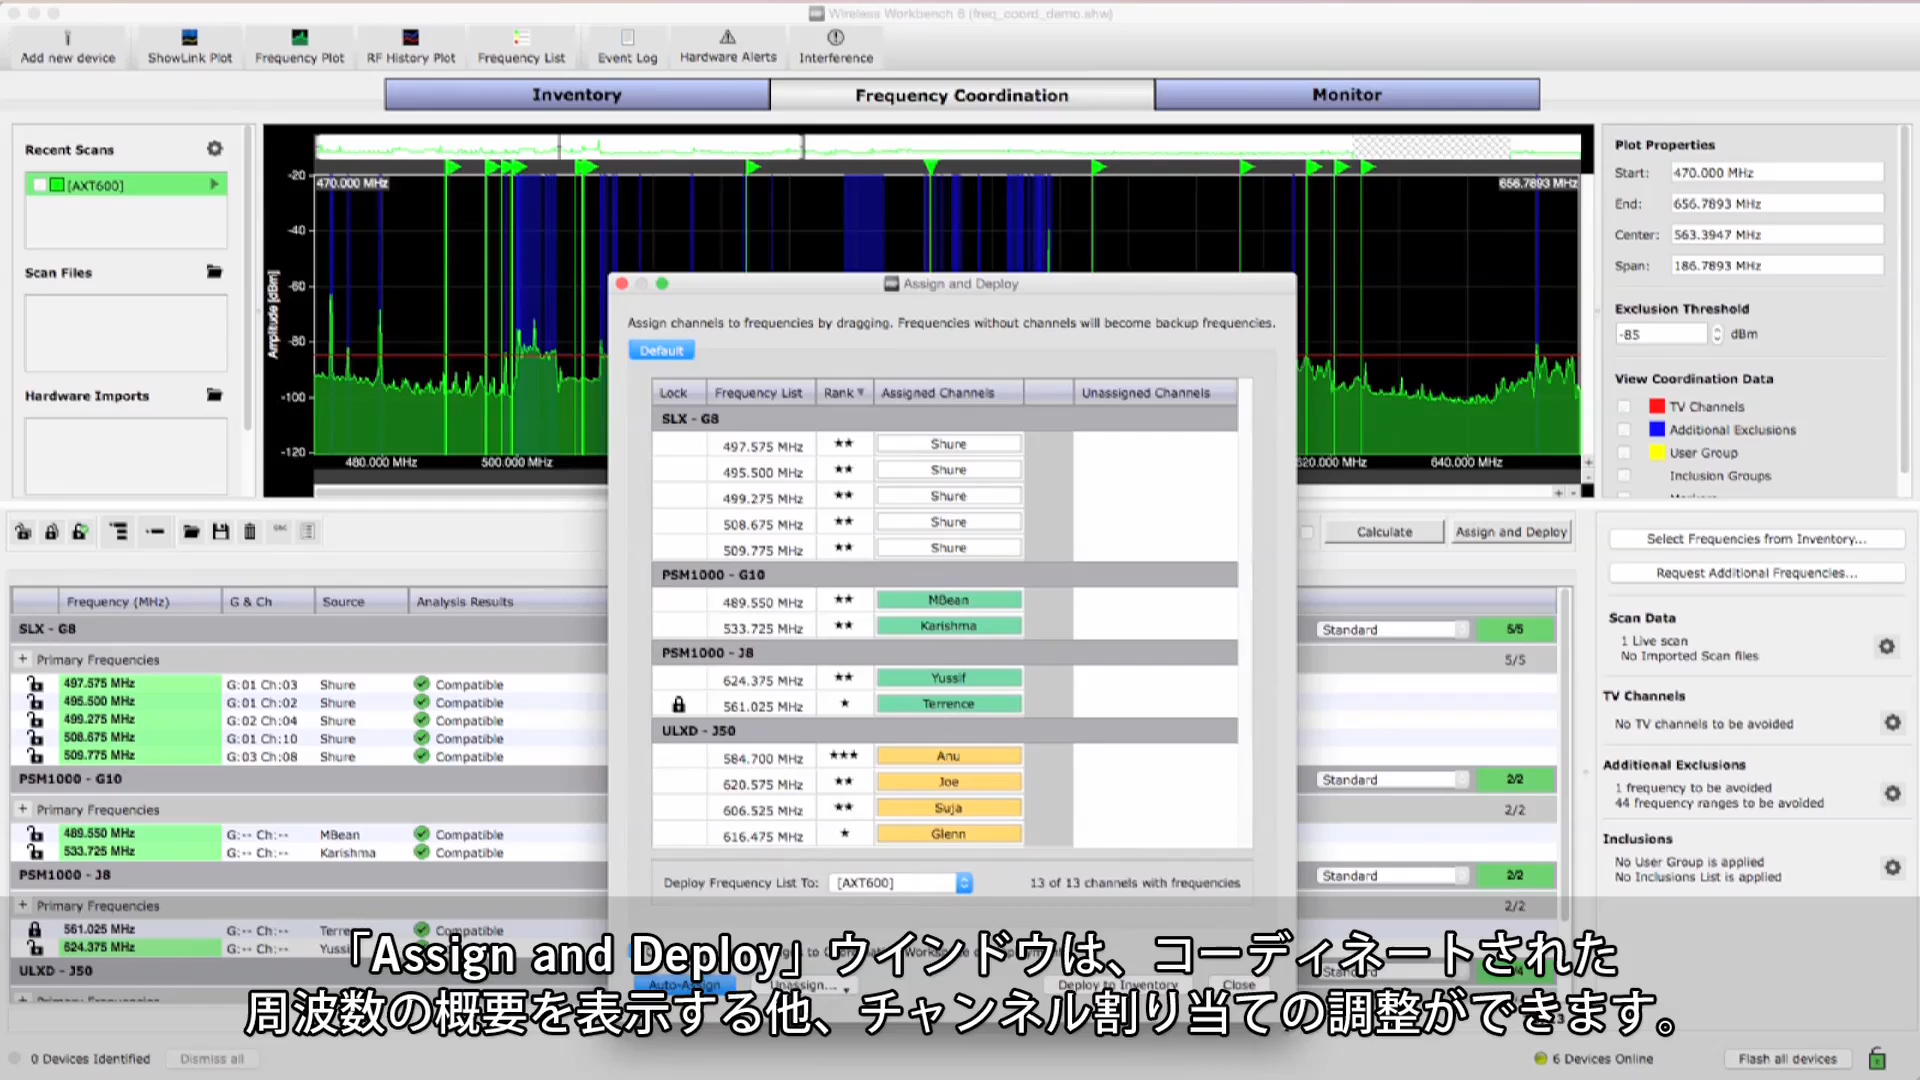 Wireless Workbench 6 (freq_coord_demo.shw)
Add new device
ShowLink Plot
Frequency Plot
RF History Plot
Frequency List
Event Log
Hardware Alerts
Interference
Inventory
Frequency Coordination
Monitor
Recent Scans
[AXT600]
Scan Files
Hardware Imports
Amplitude [dBm]
-20
-40
-60
-80
-100
-120
470.000 MHz
656.7893 MHz
480.000 MHz
500.000 MHz
620.000 MHz
640.000 MHz
Plot Properties
Start: 470.000 MHz
End: 656.7893 MHz
Center: 563.3947 MHz
Span: 186.7893 MHz
Exclusion Threshold
-85 dBm
View Coordination Data
TV Channels
Additional Exclusions
User Group
Inclusion Groups
Assign and Deploy
Assign channels to frequencies by dragging. Frequencies without channels will become backup frequencies.
Default
Lock Frequency List Rank Assigned Channels Unassigned Channels
SLX - G8
497.575 MHz ★★ Shure
495.500 MHz ★★ Shure
499.275 MHz ★★ Shure
508.675 MHz ★★ Shure
509.775 MHz ★★ Shure
PSM1000 - G10
489.550 MHz ★★ MBean
533.725 MHz ★★ Karishma
PSM1000 - J8
624.375 MHz ★★ Yussif
561.025 MHz ★ Terrence
ULXD - J50
584.700 MHz ★★★ Anu
620.575 MHz ★★ Joe
606.525 MHz ★★ Suja
616.475 MHz ★ Glenn
Deploy Frequency List To: [AXT600] 13 of 13 channels with frequencies
Auto-Assign
Unassign...
Deploy to Inventory
Close
Calculate
Assign and Deploy
Frequency (MHz) G & Ch Source Analysis Results
SLX - G8 Standard 5/5
+ Primary Frequencies 5/5
497.575 MHz G:01 Ch:03 Shure Compatible
495.500 MHz G:01 Ch:02 Shure Compatible
499.275 MHz G:02 Ch:04 Shure Compatible
508.675 MHz G:01 Ch:10 Shure Compatible
509.775 MHz G:03 Ch:08 Shure Compatible
PSM1000 - G10 Standard 2/2
+ Primary Frequencies 2/2
489.550 MHz G:-- Ch:-- MBean Compatible
533.725 MHz G:-- Ch:-- Karishma Compatible
PSM1000 - J8 Standard 2/2
+ Primary Frequencies 2/2
561.025 MHz Compatible
624.375 MHz
ULXD - J50 Standard
Select Frequencies from Inventory...
Request Additional Frequencies...
Scan Data
1 Live scan
No Imported Scan files
TV Channels
No TV channels to be avoided
Additional Exclusions
1 frequency to be avoided
44 frequency ranges to be avoided
Inclusions
No User Group is applied
No Inclusions List is applied
「Assign and Deploy」ウインドウは、コーディネートされた
周波数の概要を表示する他、チャンネル割り当ての調整ができます。
0 Devices Identified
Dismiss all
6 Devices Online
Flash all devices